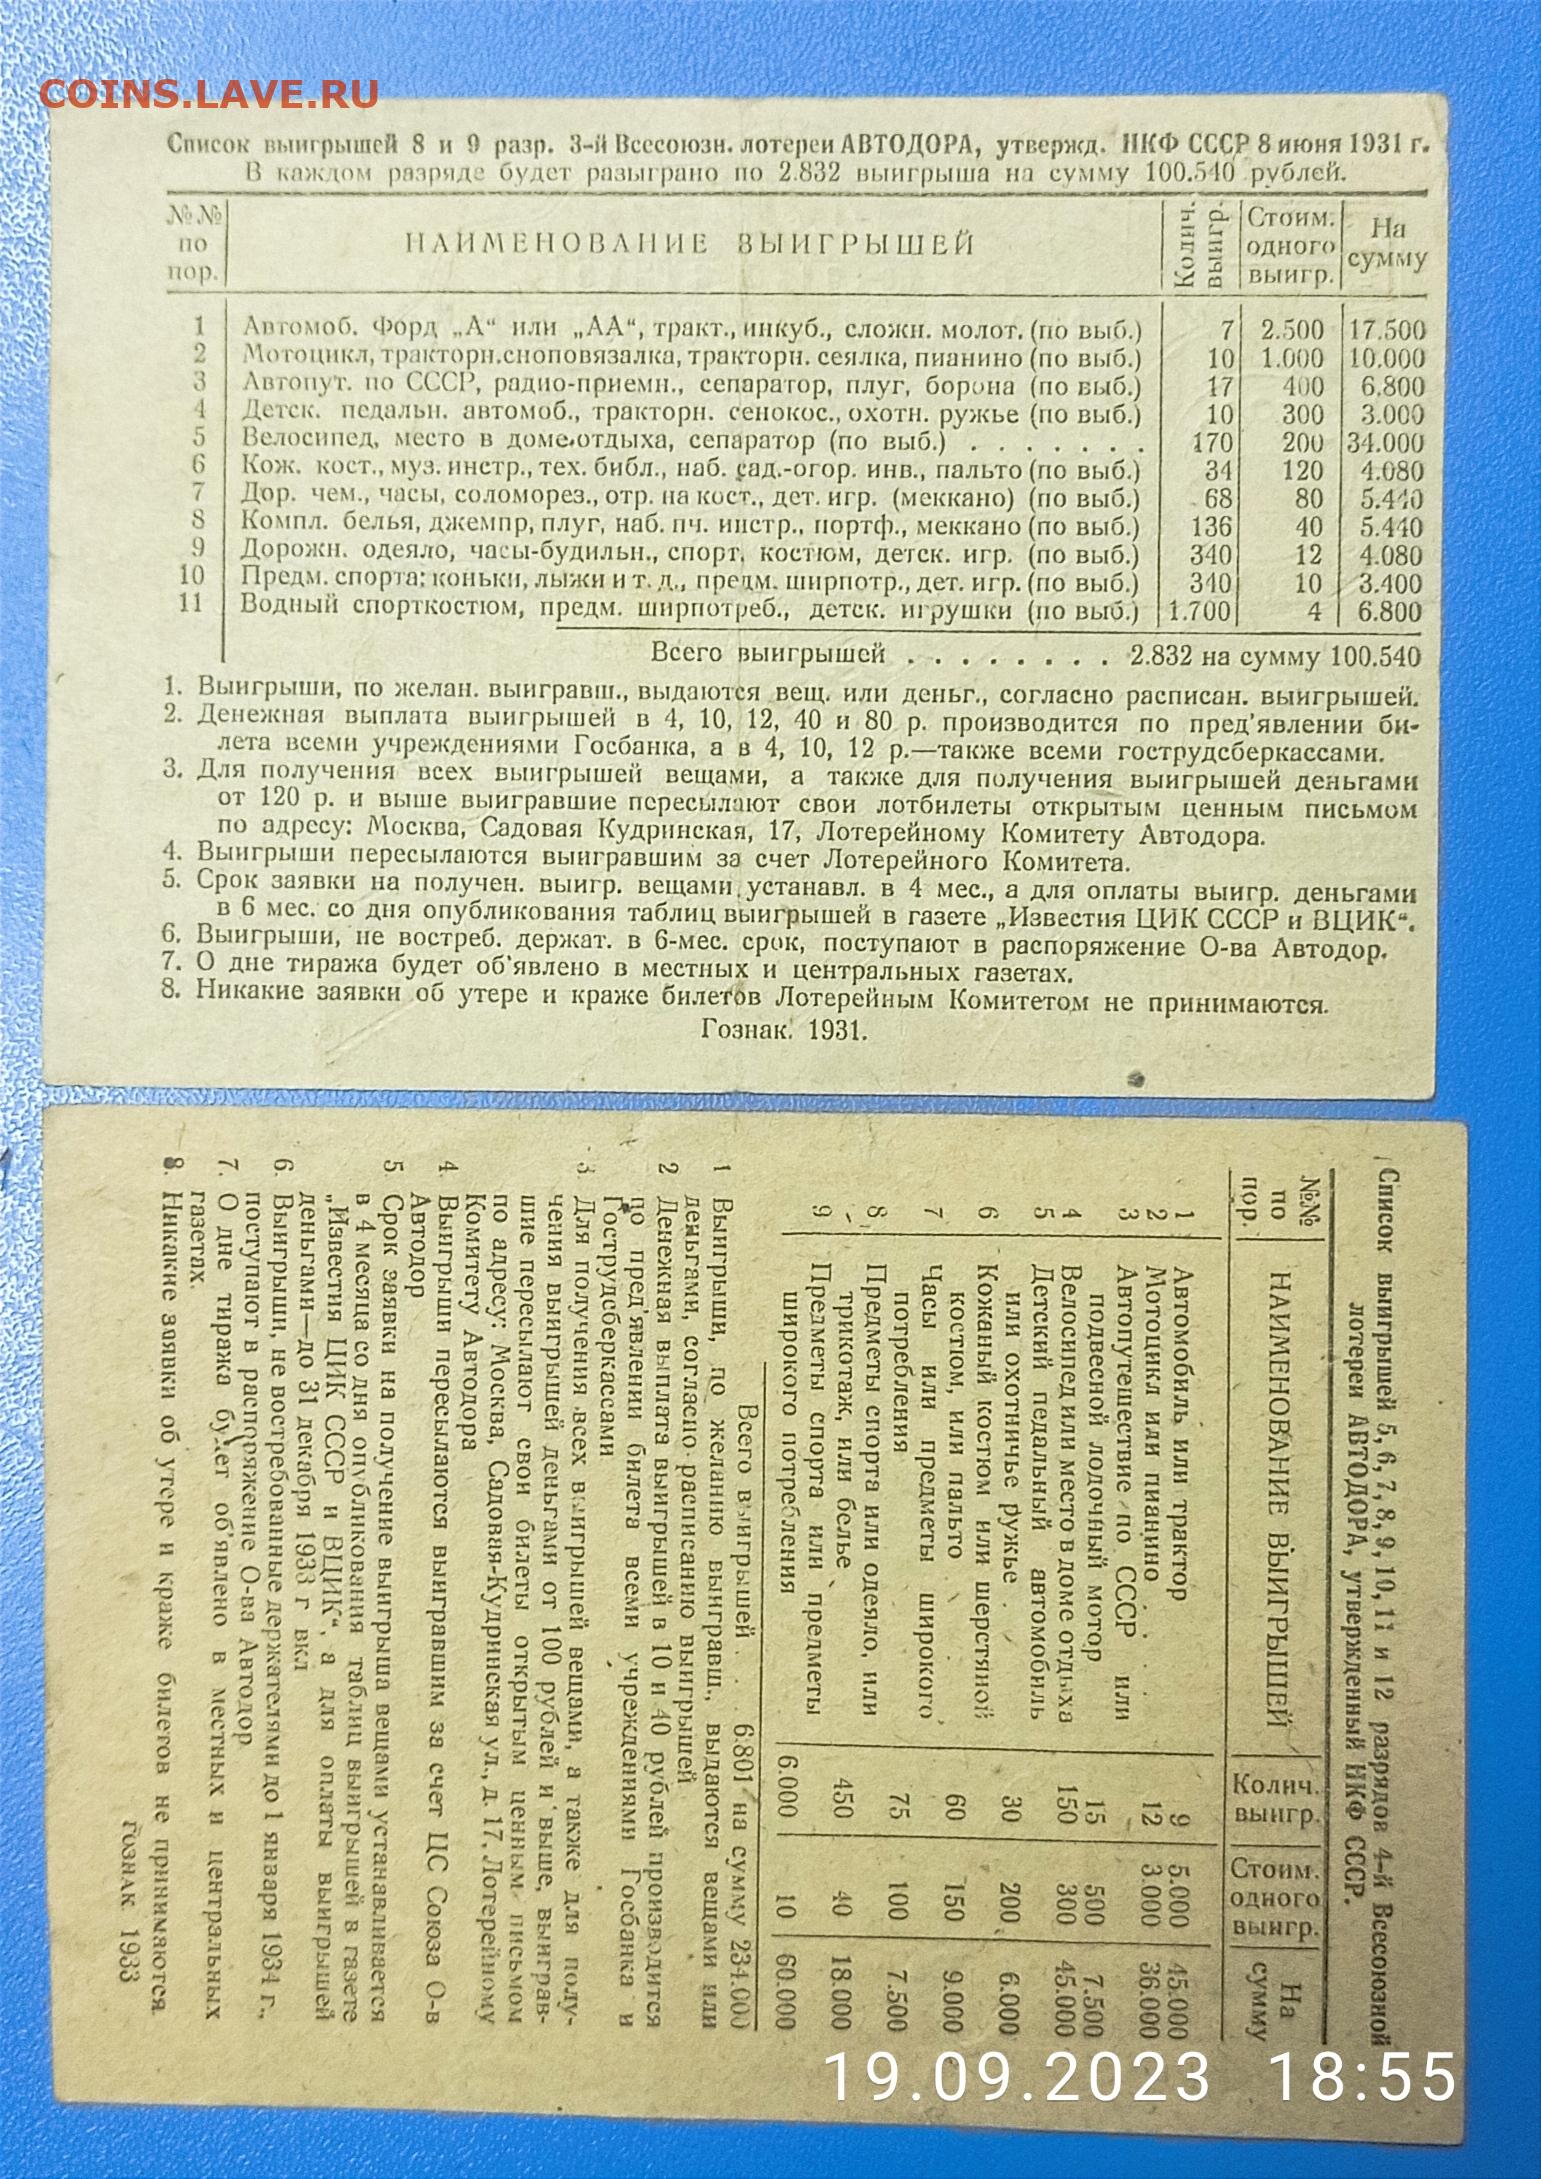 COINS.LAVE.RU
Список выигрышей 8 и 9 разр. 3-й Всесоюзн. лотереи АВТОДОРА, утвержд. НКФ СССР 8 июня 1931 г.
В каждом разряде будет разыграно по 2.832 выигрыша на сумму 100.540 рублей.
№№ по пор. НАИМЕНОВАНИЕ ВЫИГРЫШЕЙ Колич. выигр. Стоим. одного выигр. На сумму
1 Автомоб. Форд „А“ или „АА“, тракт., инкуб., сложн. молот. (по выб.) 7 2.500 17.500
2 Мотоцикл, тракторн.сноповязалка, тракторн. сеялка, пианино (по выб.) 10 1.000 10.000
3 Автопут. по СССР, радио-приемн., сепаратор, плуг, борона (по выб.) 17 400 6.800
4 Детск. педальн. автомоб., тракторн. сенокос., охотн. ружье (по выб.) 10 300 3.000
5 Велосипед, место в доме отдыха, сепаратор (по выб.) . . . . . . . 170 200 34.000
6 Кож. кост., муз. инстр., тех. библ., наб. сад.-огор. инв., пальто (по выб.) 34 120 4.080
7 Дор. чем., часы, соломорез., отр. на кост., дет. игр. (меккано) (по выб.) 68 80 5.440
8 Компл. белья, джемпр, плуг, наб. пч. инстр., портф., меккано (по выб.) 136 40 5.440
9 Дорожн. одеяло, часы-будильн., спорт. костюм, детск. игр. (по выб.) 340 12 4.080
10 Предм. спорта: коньки, лыжи и т. д., предм. ширпотр., дет. игр. (по выб.) 340 10 3.400
11 Водный спорткостюм, предм. ширпотреб., детск. игрушки (по выб.) 1.700 4 6.800
Всего выигрышей . . . . . . . . 2.832 на сумму 100.540
1. Выигрыши, по желан. выигравш., выдаются вещ. или деньг., согласно расписан. выигрышей.
2. Денежная выплата выигрышей в 4, 10, 12, 40 и 80 р. производится по пред'явлении би-
лета всеми учреждениями Госбанка, а в 4, 10, 12 р.—также всеми гострудсберкассами.
3. Для получения всех выигрышей вещами, а также для получения выигрышей деньгами
от 120 р. и выше выигравшие пересылают свои лотбилеты открытым ценным письмом
по адресу: Москва, Садовая Кудринская, 17, Лотерейному Комитету Автодора.
4. Выигрыши пересылаются выигравшим за счет Лотерейного Комитета.
5. Срок заявки на получен. выигр. вещами устанавл. в 4 мес., а для оплаты выигр. деньгами
в 6 мес. со дня опубликования таблиц выигрышей в газете „Известия ЦИК СССР и ВЦИК“.
6. Выигрыши, не востреб. держат. в 6-мес. срок, поступают в распоряжение О-ва Автодор.
7. О дне тиража будет об'явлено в местных и центральных газетах.
8. Никакие заявки об утере и краже билетов Лотерейным Комитетом не принимаются.
Гознак. 1931.
Список выигрышей 5, 6, 7, 8, 9, 10, 11 и 12 разрядов 4-й Всесоюзной
лотереи АВТОДОРА, утвержденный НКФ СССР.
№№ по пор. НАИМЕНОВАНИЕ ВЫИГРЫШЕЙ Колич. выигр. Стоим. одного выигр. На сумму
1 Автомобиль или трактор 9 5.000 45.000
2 Мотоцикл или пианино . . . 12 3.000 36.000
3 Автопутешествие по СССР или
подвесной лодочный мотор 15 500 7.500
4 Велосипед или место в доме отдыха 150 300 45.000
5 Детский педальный автомобиль
или охотничье ружье . 30 200 6.000
6 Кожаный костюм или шерстяной
костюм, или пальто 60 150 9.000
7 Часы или предметы широкого
потребления 75 100 7.500
8 Предметы спорта или одеяло, или
трикотаж, или белье 450 40 18.000
9 Предметы спорта или предметы
широкого потребления 6.000 10 60.000
Всего выигрышей . . 6.801 на сумму 234.000
1 Выигрыши, по желанию выигравш., выдаются вещами или
деньгами, согласно расписанию выигрышей
2 Денежная выплата выигрышей в 10 и 40 рублей производится
по пред'явлении билета всеми учреждениями Госбанка и
Гострудсберкассами
3. Для получения всех выигрышей вещами, а также для полу-
чения выигрышей деньгами от 100 рублей и выше, выиграв-
шие пересылают свои билеты открытым ценным письмом
по адресу: Москва, Садовая-Кудринская ул., д. 17. Лотерейному
Комитету Автодора
4. Выигрыши пересылаются выигравшим за счет ЦС Союза О-в
Автодор
5. Срок заявки на получение выигрыша вещами устанавливается
в 4 месяца со дня опубликования таблиц выигрышей в газете
„Известия ЦИК СССР и ВЦИК“, а для оплаты выигрышей
деньгами—до 31 декабря 1933 г вкл
6. Выигрыши, не востребованные держателями до 1 января 1934 г.,
поступают в распоряжение О-ва Автодор
7. О дне тиража будет об'явлено в местных и центральных
газетах.
8. Никакие заявки об утере и краже билетов не принимаются.
Гознак 1933
19.09.2023 18:55